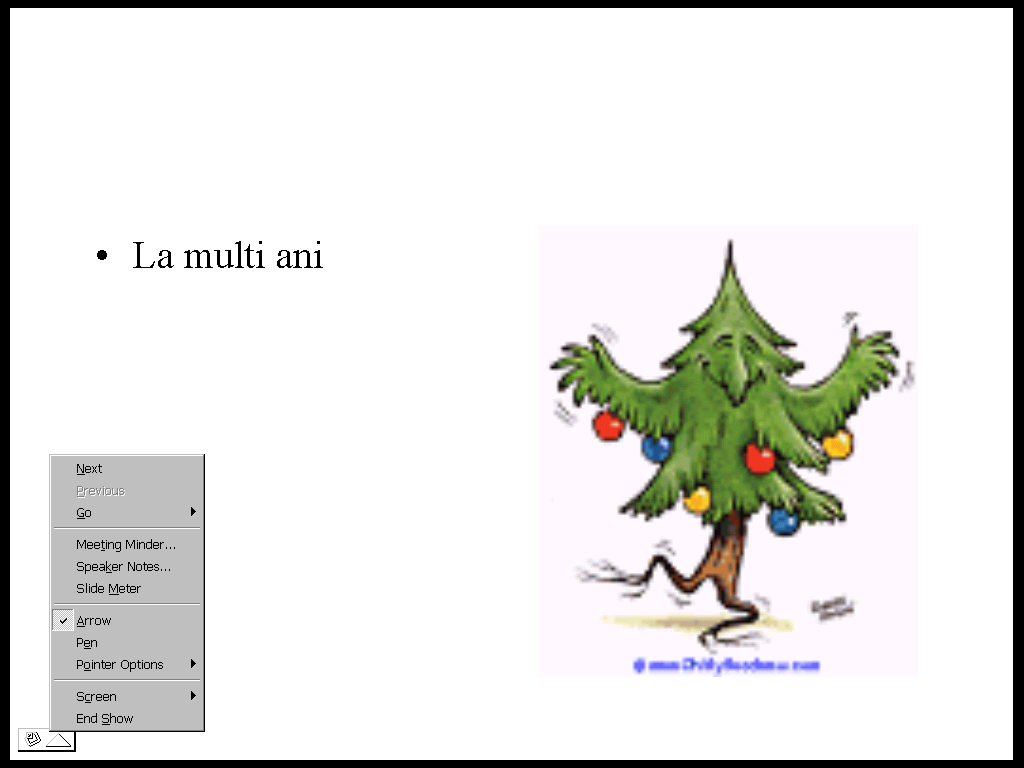 • La multi ani
Next
Previous
Go
Meeting Minder...
Speaker Notes...
Slide Meter
Arrow
Pen
Pointer Options
Screen
End Show